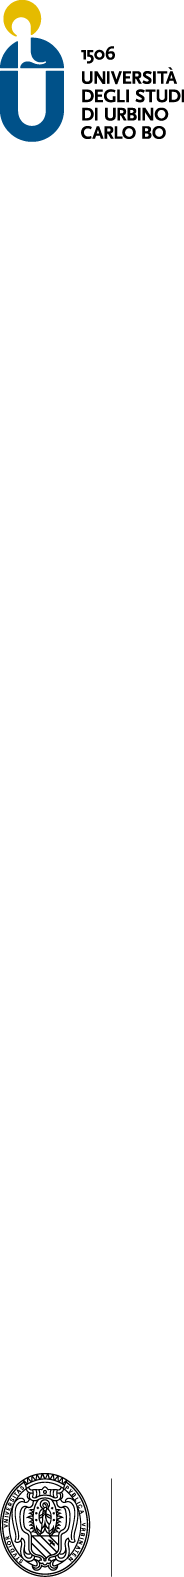 1506
UNIVERSITÀ
DEGLI STUDI
DI URBINO
CARLO BO